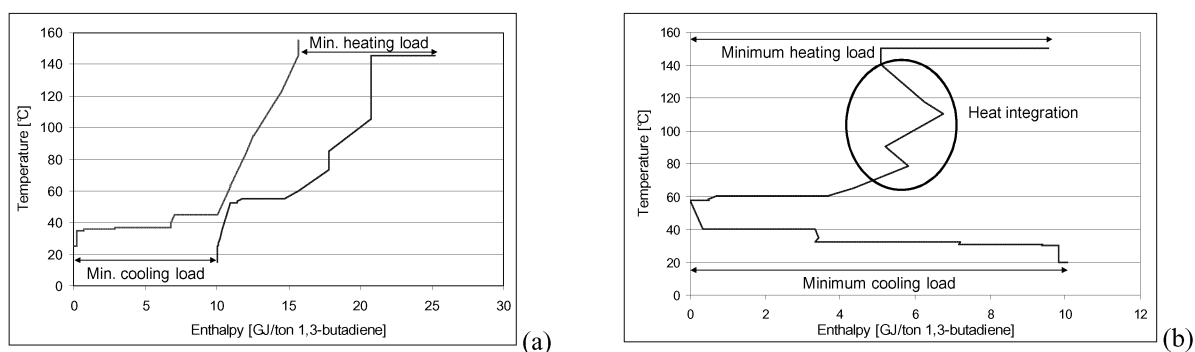 160
140
120
100
80
60
40
20
0
Temperature [°C]
Min. heating load
Min. cooling load
0 5 10 15 20 25 30
Enthalpy [GJ/ton 1,3-butadiene]
(a)
160
140
120
100
80
60
40
20
0
Temperature [°C]
Minimum heating load
Heat integration
Minimum cooling load
0 2 4 6 8 10 12
Enthalpy [GJ/ton 1,3-butadiene]
(b)